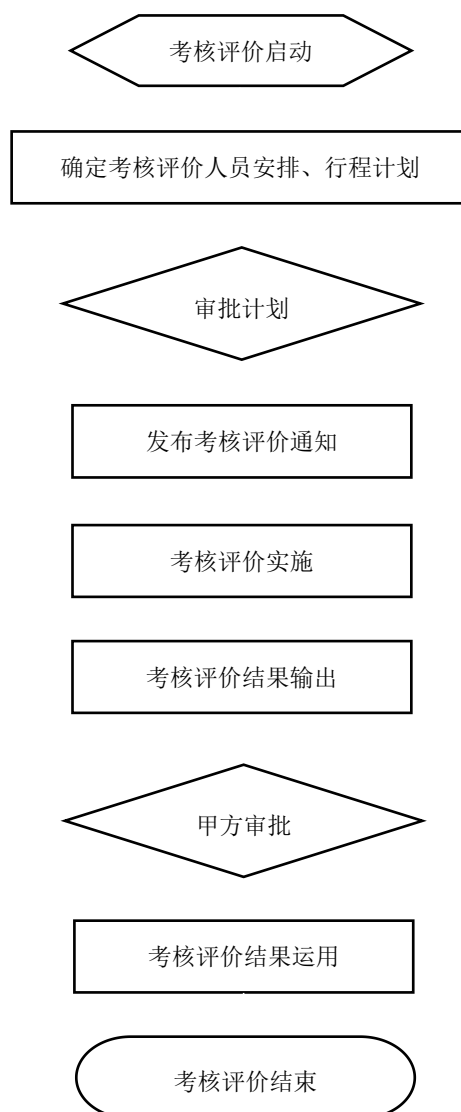 考核评价启动
确定考核评价人员安排、行程计划
审批计划
发布考核评价通知
考核评价实施
考核评价结果输出
甲方审批
考核评价结果运用
考核评价结束